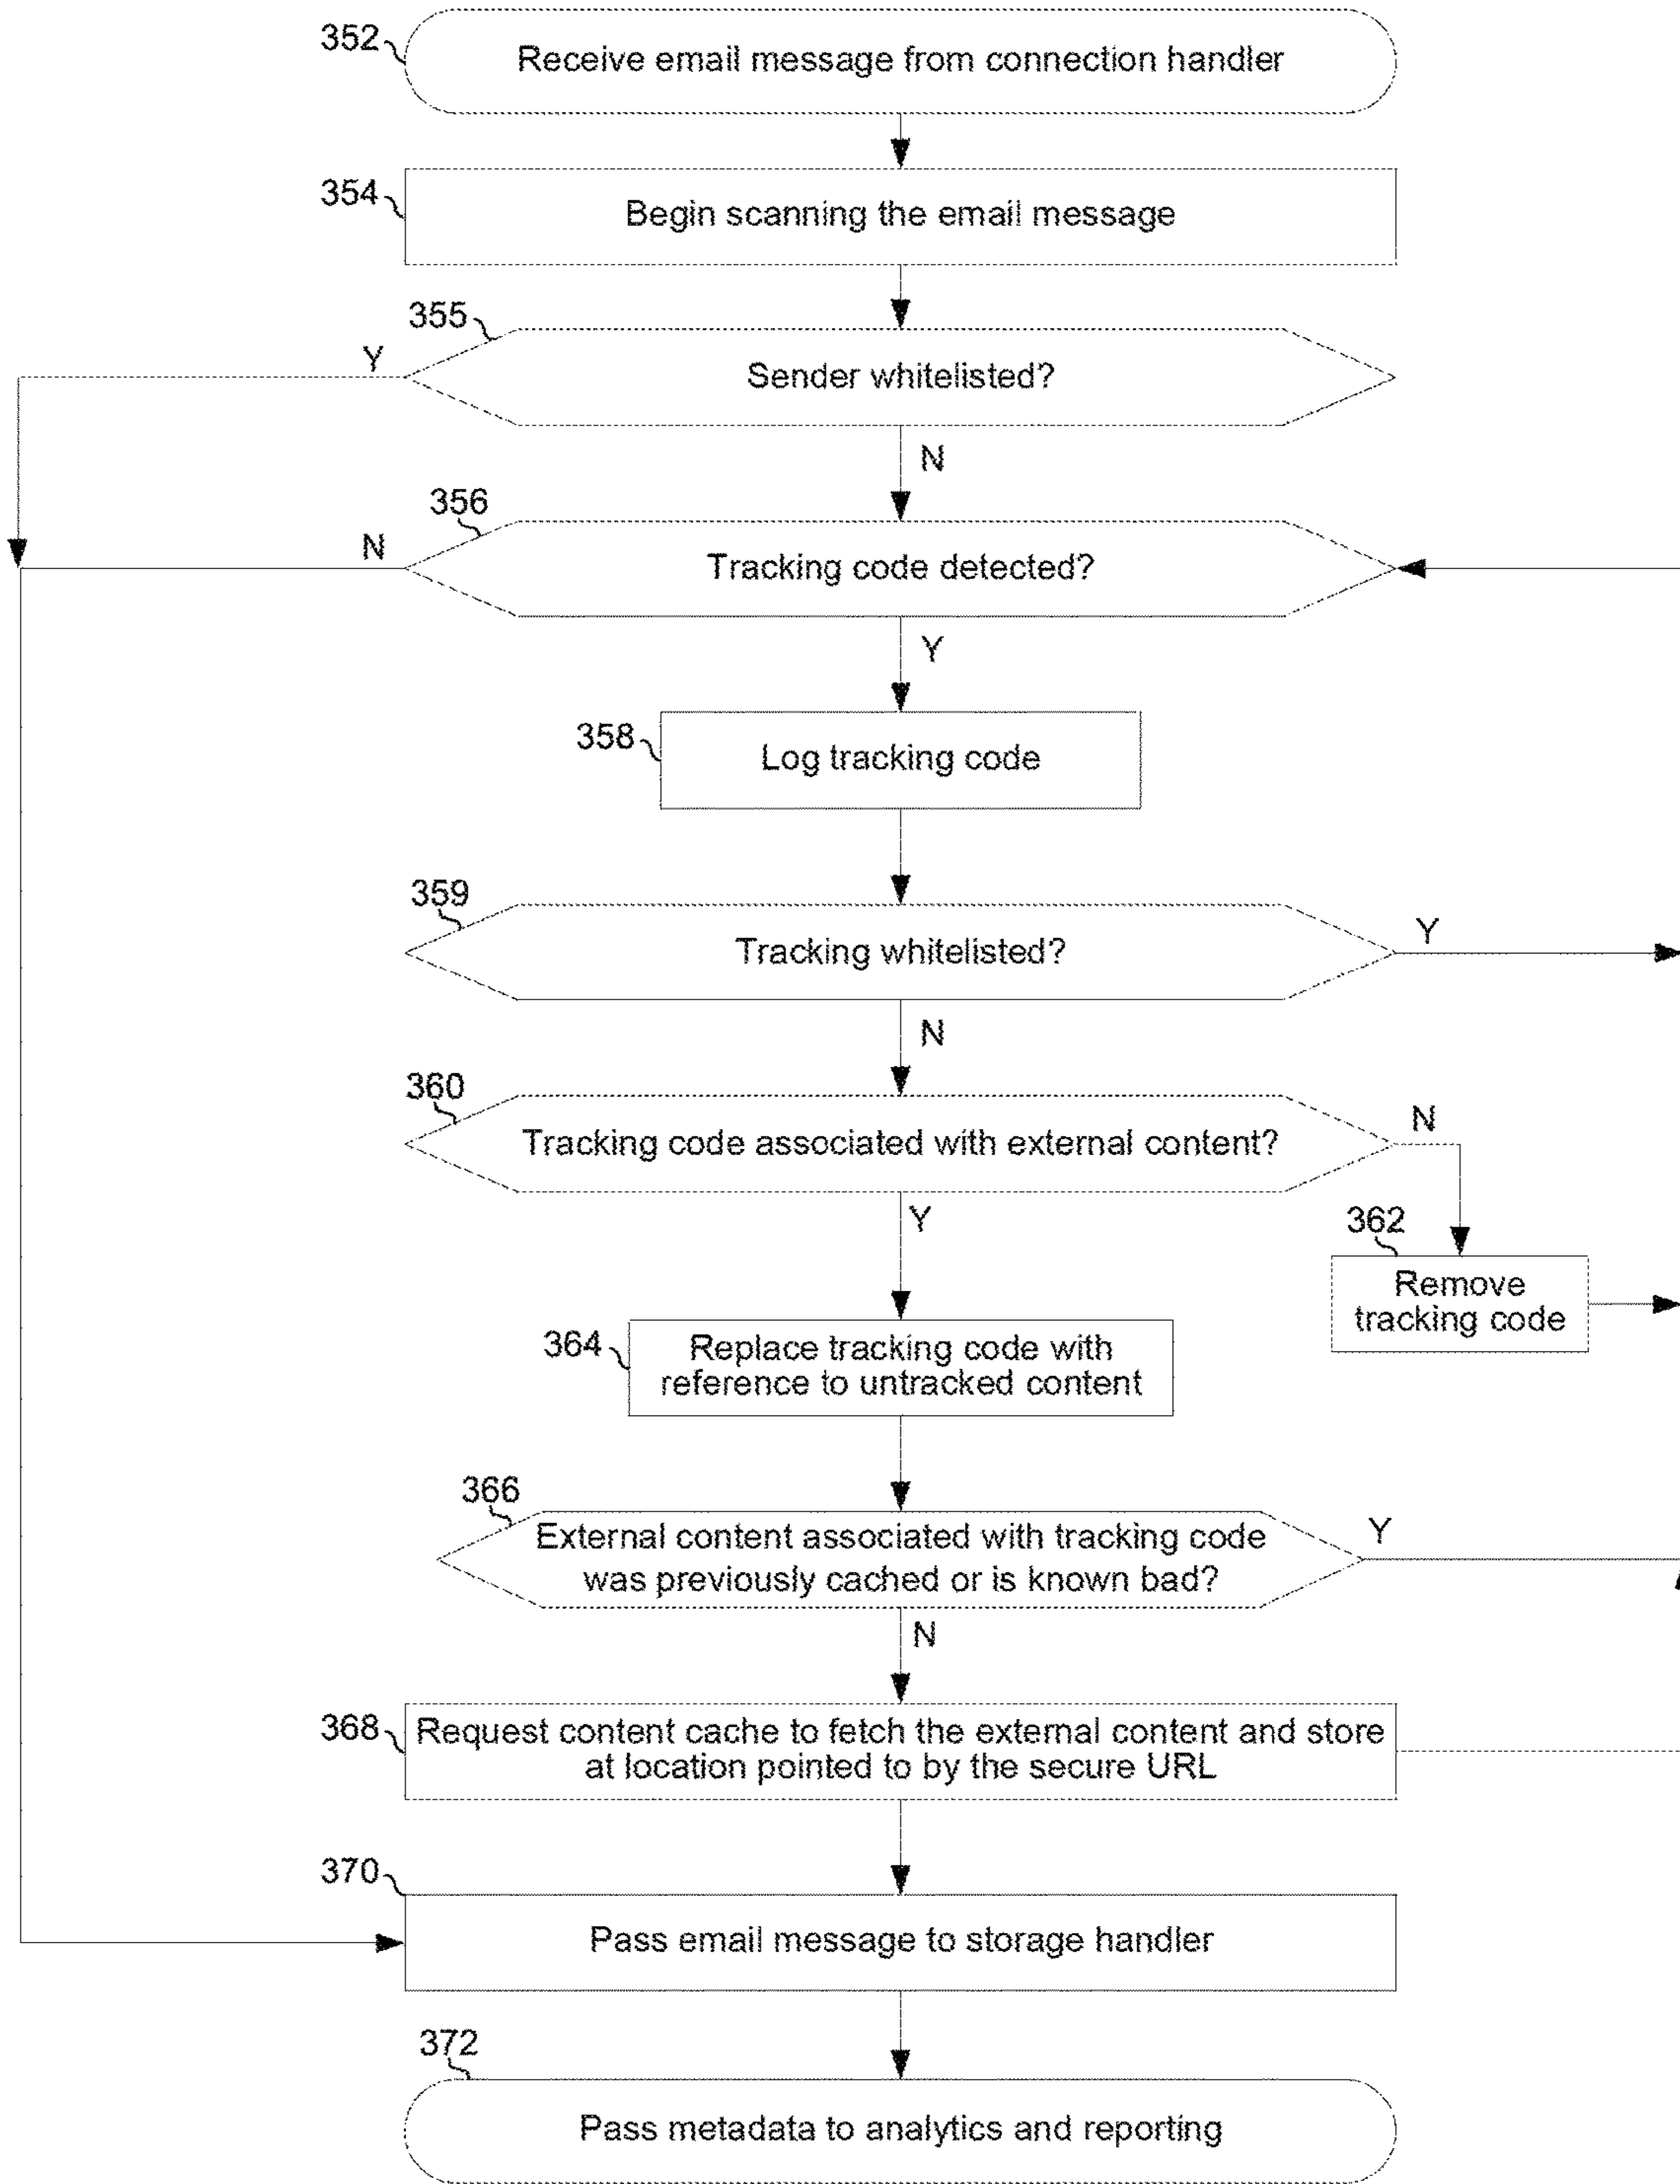 352
Receive email message from connection handler
354
Begin scanning the email message
355
Y
Sender whitelisted?
N
356
N
Tracking code detected?
Y
358
Log tracking code
359
Tracking whitelisted?
Y
N
360
Tracking code associated with external content?
N
Y
362
Remove
tracking code
364
Replace tracking code with
reference to untracked content
366
External content associated with tracking code
was previously cached or is known bad?
Y
N
368
Request content cache to fetch the external content and store
at location pointed to by the secure URL
370
Pass email message to storage handler
372
Pass metadata to analytics and reporting